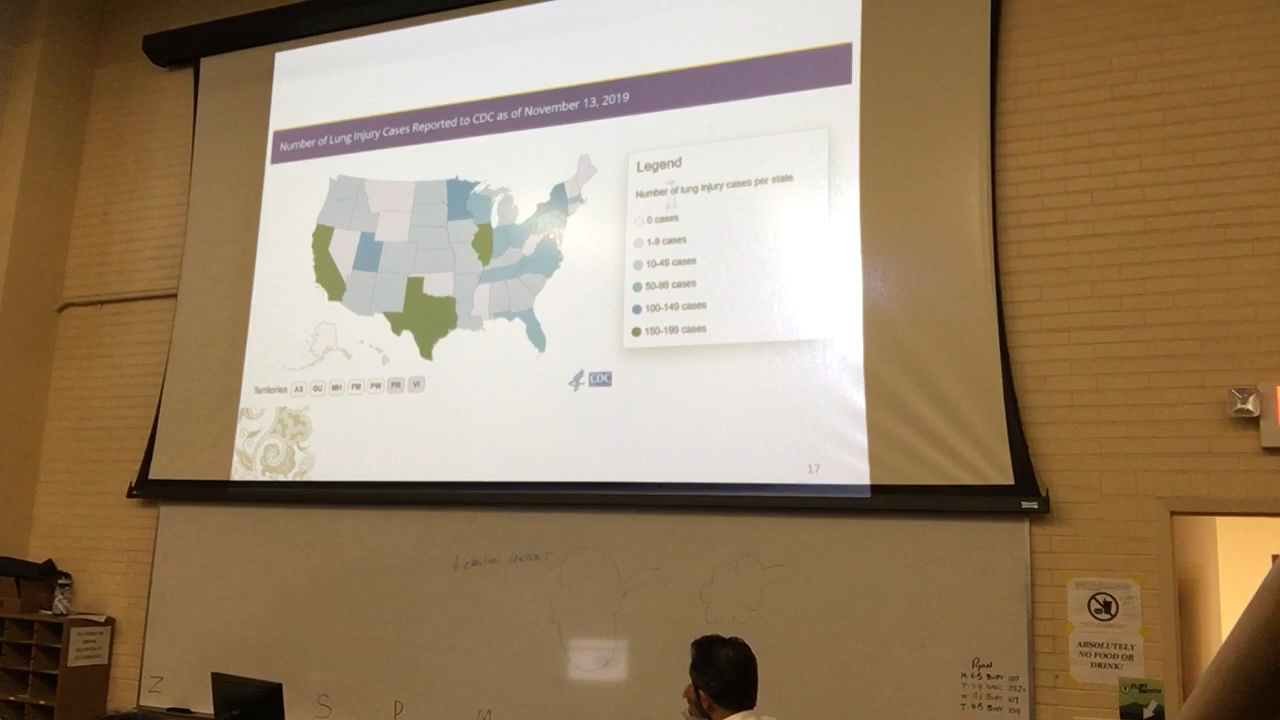 Number of Lung Injury Cases Reported to CDC as of November 13, 2019
Legend
Number of lung injury cases per state
0 cases
1-9 cases
10-49 cases
50-99 cases
100-149 cases
150-199 cases
Territories AS GU MH FM PW PR VI
CDC
17
ABSOLUTELY
NO FOOD OR
DRINK!
Z
S
P
M
Ryan